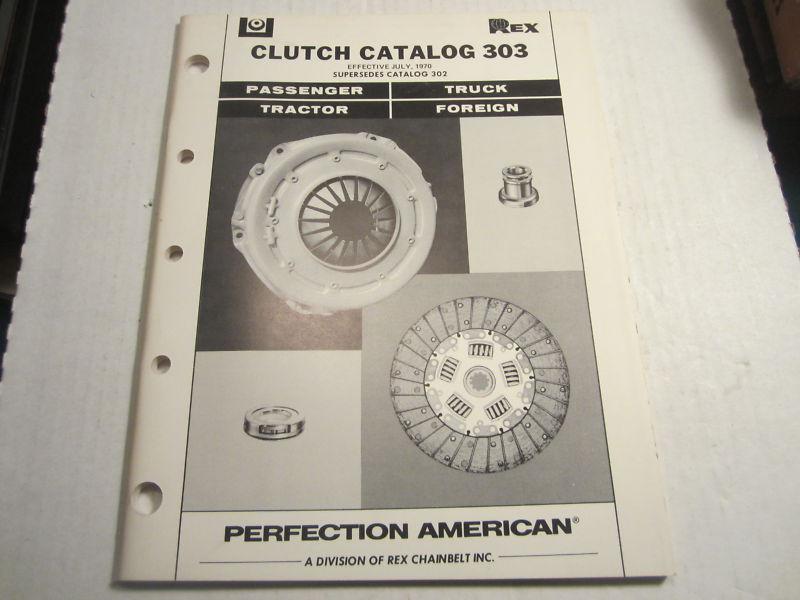 REX
CLUTCH CATALOG 303
EFFECTIVE JULY, 1970
SUPERSEDES CATALOG 302
PASSENGER TRUCK
TRACTOR FOREIGN
PERFECTION AMERICAN®
A DIVISION OF REX CHAINBELT INC.